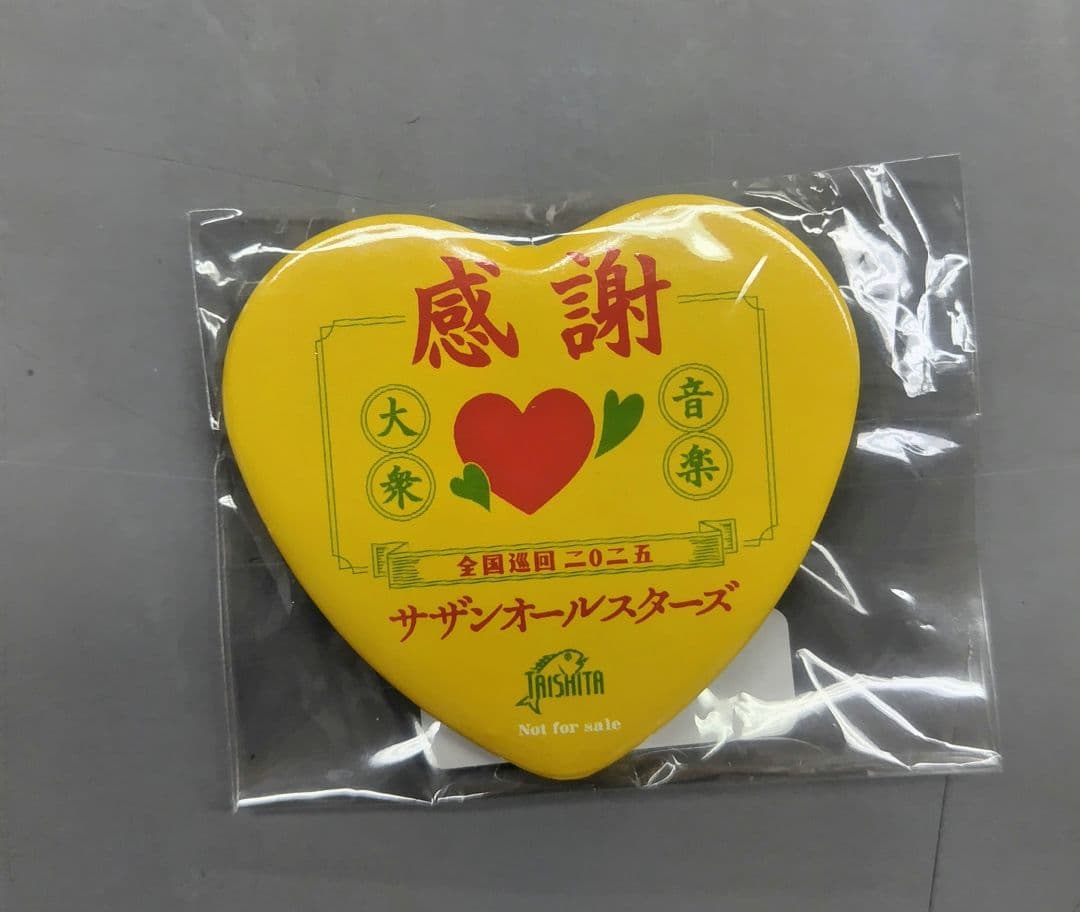 感謝
大衆
音楽
全国巡回 二〇二五
サザンオールスターズ
TAISHITA
Not for sale